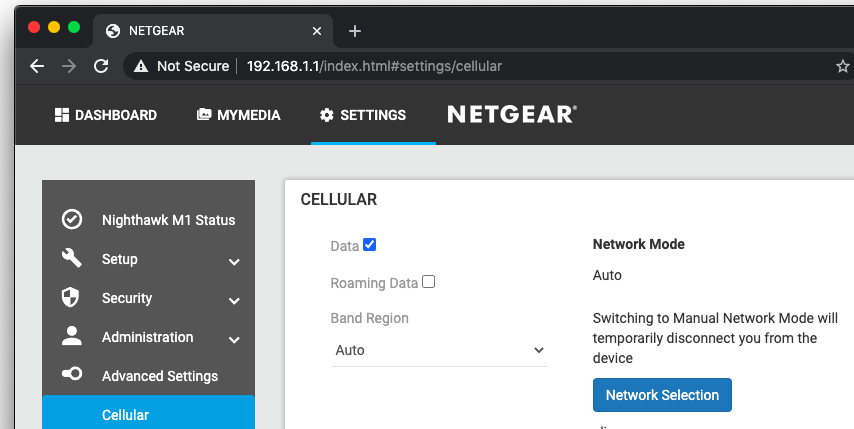 NETGEAR
Not Secure 192.168.1.1/index.html#settings/cellular
DASHBOARD MYMEDIA SETTINGS NETGEAR®
Nighthawk M1 Status
Setup
Security
Administration
Advanced Settings
Cellular
CELLULAR
Data
Roaming Data
Band Region
Auto
Network Mode
Auto
Switching to Manual Network Mode will
temporarily disconnect you from the
device
Network Selection